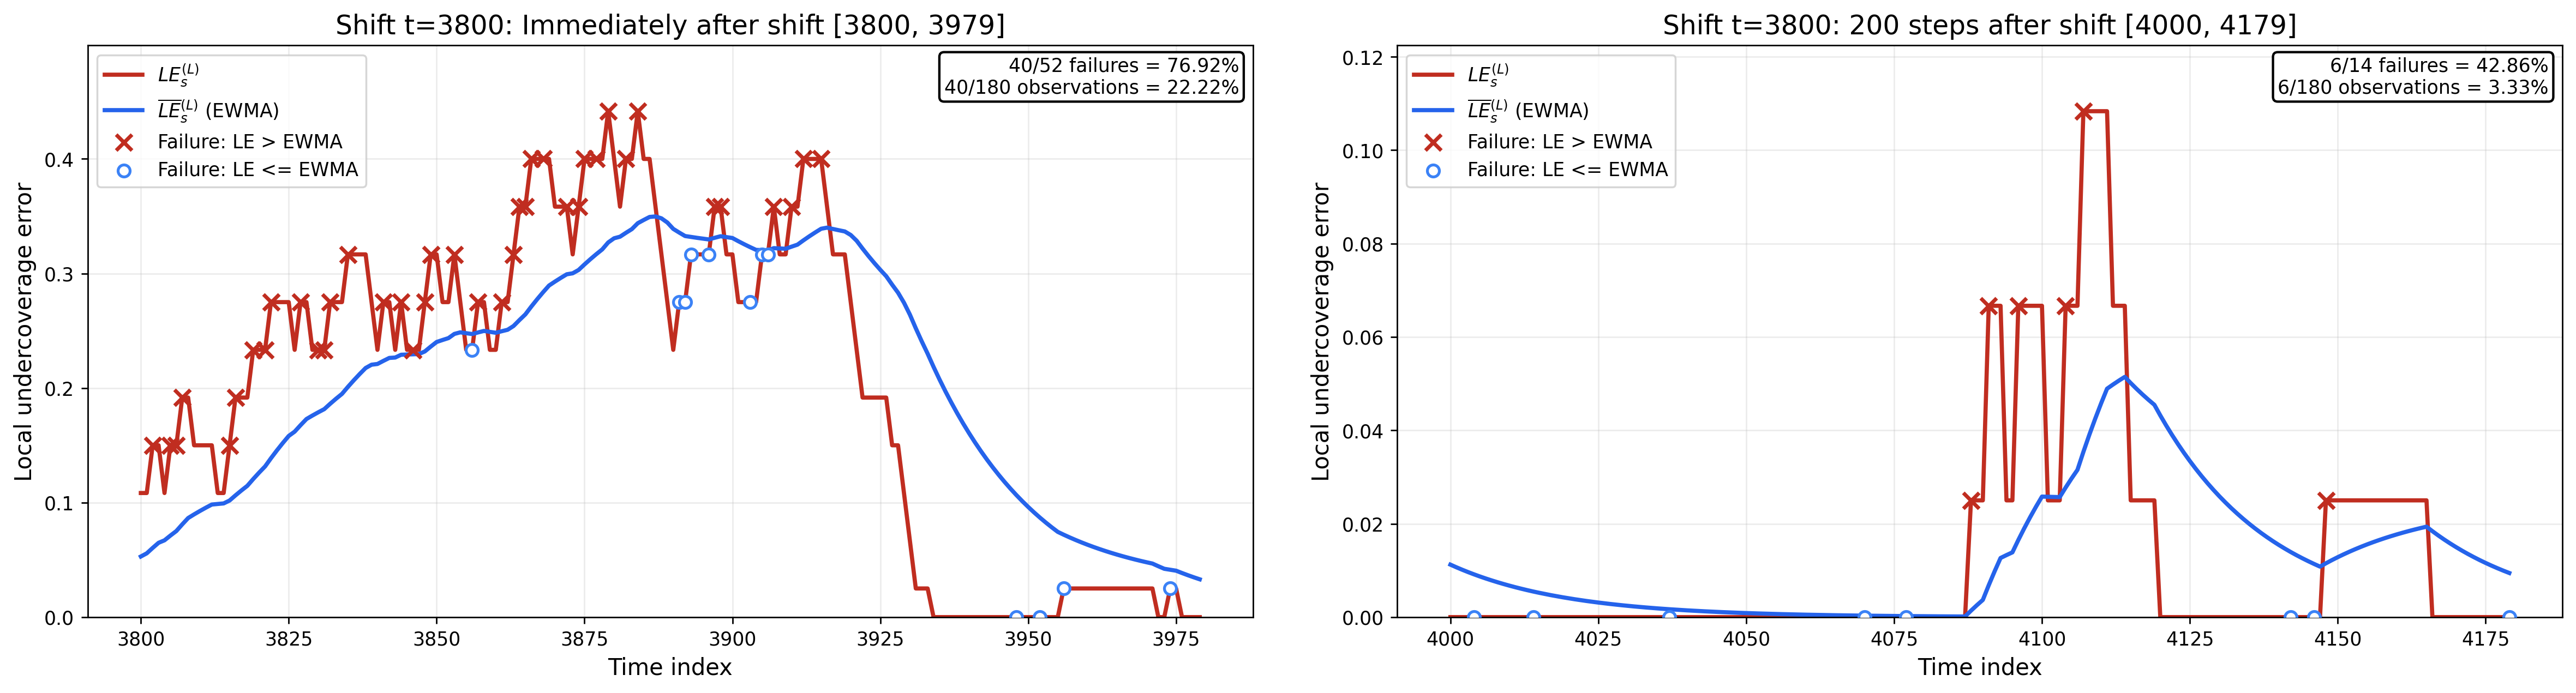 Shift t=3800: Immediately after shift [3800, 3979]
LE_s^{(L)}
\overline{LE}_s^{(L)} (EWMA)
Failure: LE > EWMA
Failure: LE <= EWMA
40/52 failures = 76.92%
40/180 observations = 22.22%
Local undercoverage error
0.4
0.3
0.2
0.1
0.0
3800 3825 3850 3875 3900 3925 3950 3975
Time index
Shift t=3800: 200 steps after shift [4000, 4179]
LE_s^{(L)}
\overline{LE}_s^{(L)} (EWMA)
Failure: LE > EWMA
Failure: LE <= EWMA
6/14 failures = 42.86%
6/180 observations = 3.33%
Local undercoverage error
0.12
0.10
0.08
0.06
0.04
0.02
0.00
4000 4025 4050 4075 4100 4125 4150 4175
Time index